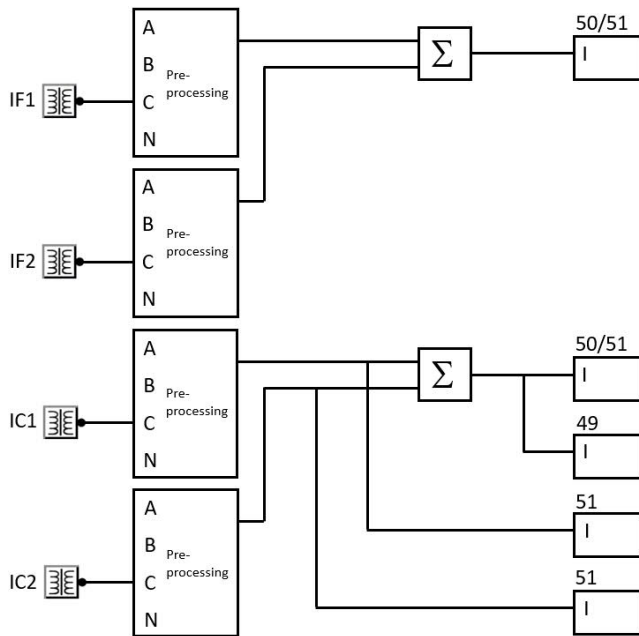 50/51
A
B
IF1
C
N
Pre-
processing
Σ
I
A
B
IF2
C
N
Pre-
processing
A
B
IC1
C
N
Pre-
processing
Σ
50/51
I
49
I
A
B
IC2
C
N
Pre-
processing
51
I
51
I